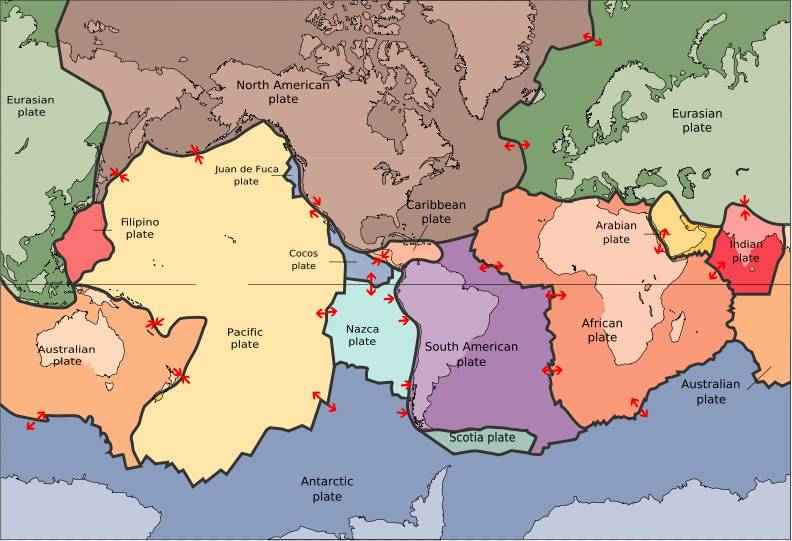 North American
plate
Eurasian
plate
Eurasian
plate
Juan de Fuca
plate
Caribbean
plate
Filipino
plate
Arabian
plate
Indian
plate
Cocos
plate
Pacific
plate
Nazca
plate
African
plate
South American
plate
Australian
plate
Australian
plate
Scotia plate
Antarctic
plate